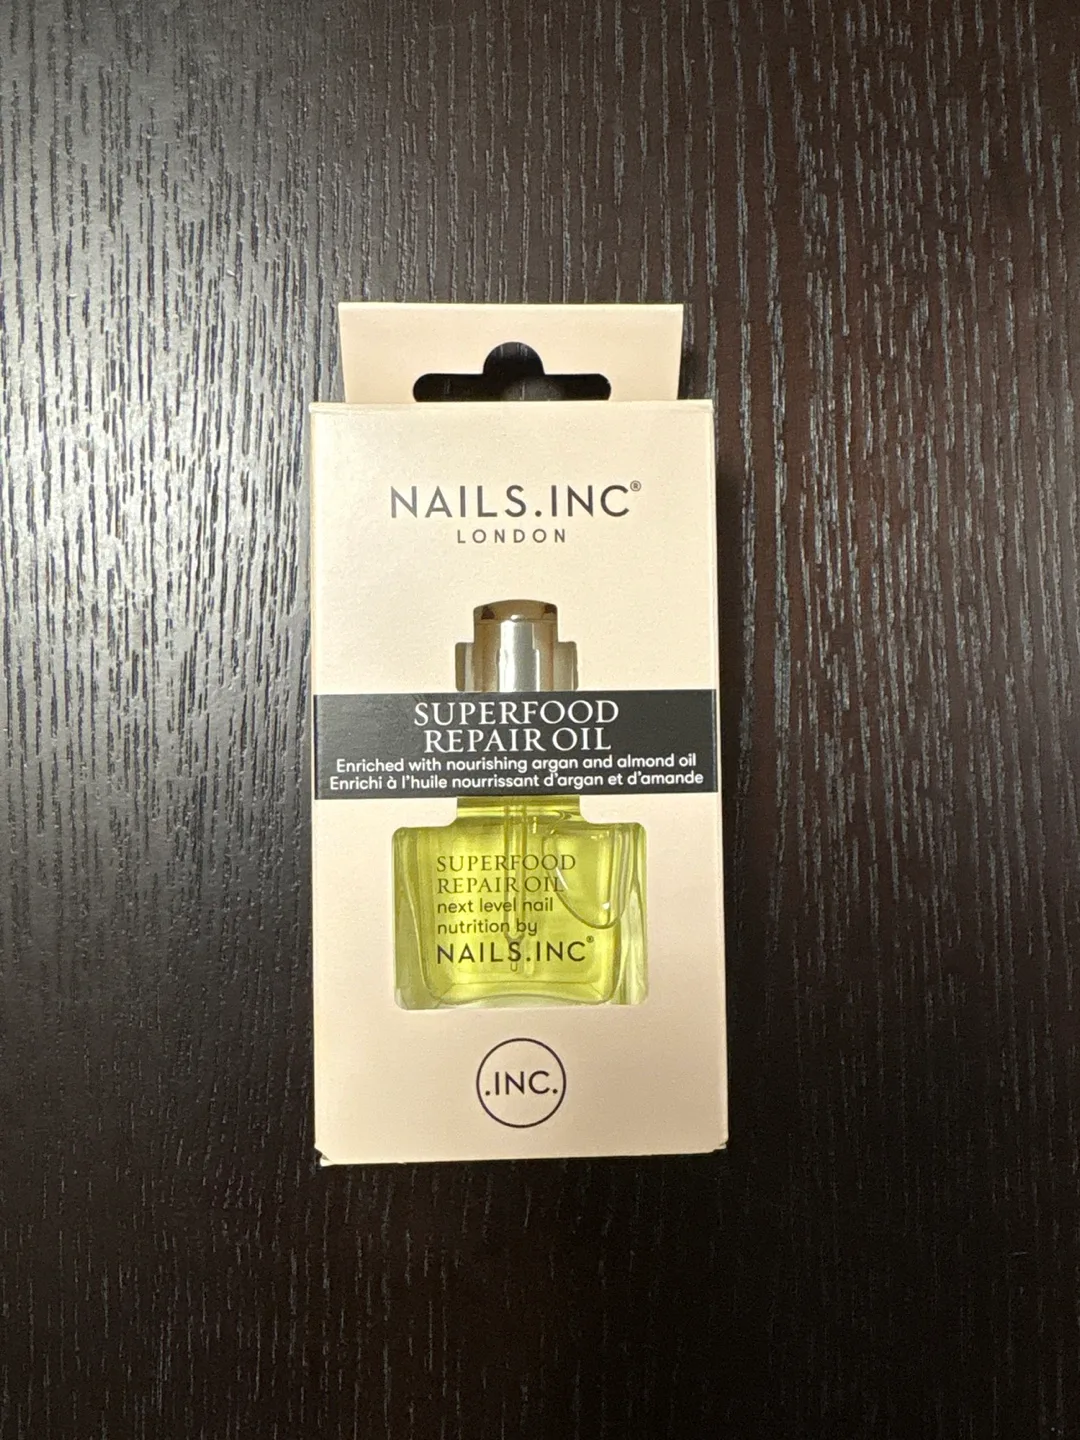 NAILS.INC®
LONDON
SUPERFOOD
REPAIR OIL
Enriched with nourishing argan and almond oil
Enrichi à l'huile nourrissant d'argan et d'amande
SUPERFOOD
REPAIR OIL
next level nail
nutrition by
NAILS.INC®
.INC.